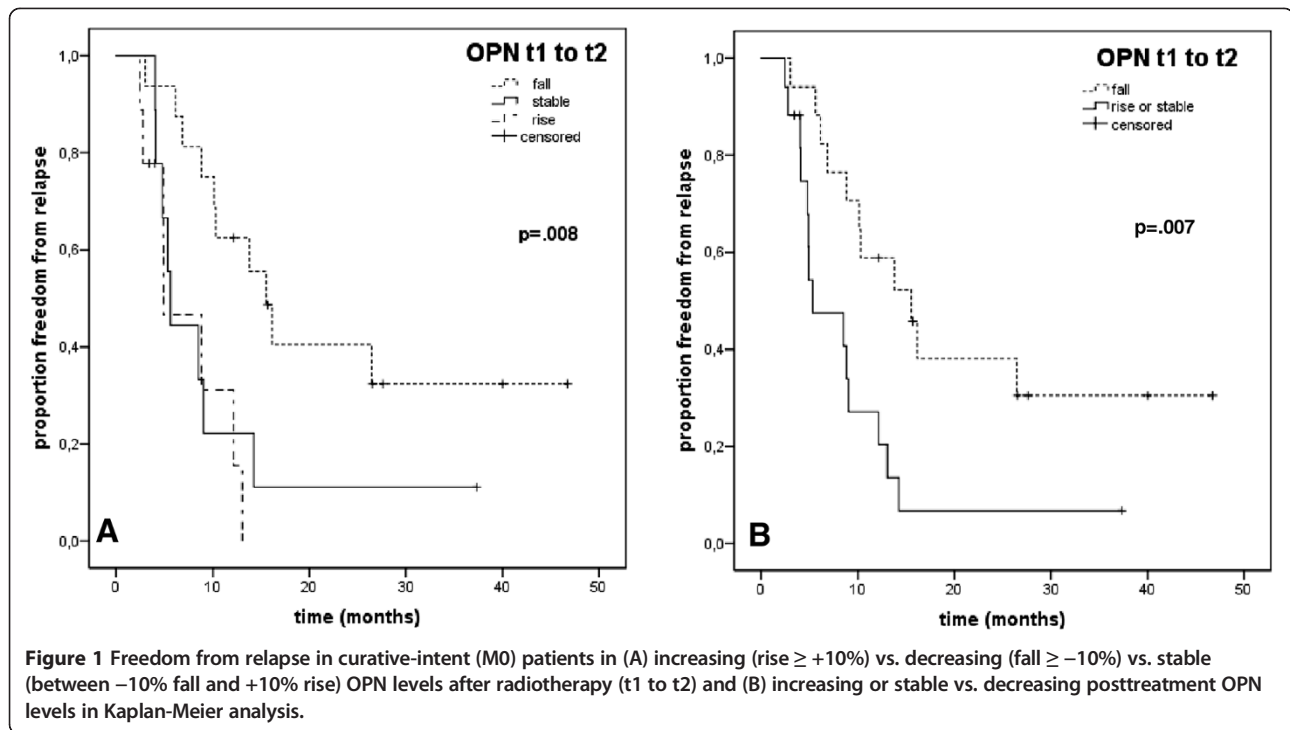 OPN t1 to t2
fall
stable
rise
censored
p=.008
1,0
0,8
0,6
0,4
0,2
0,0
proportion freedom from relapse
A
0 10 20 30 40 50
time (months)
OPN t1 to t2
fall
rise or stable
censored
p=.007
1,0
0,8
0,6
0,4
0,2
0,0
proportion freedom from relapse
B
0 10 20 30 40 50
time (months)
Figure 1 Freedom from relapse in curative-intent (M0) patients in (A) increasing (rise ≥ +10%) vs. decreasing (fall ≥ −10%) vs. stable
(between −10% fall and +10% rise) OPN levels after radiotherapy (t1 to t2) and (B) increasing or stable vs. decreasing posttreatment OPN
levels in Kaplan-Meier analysis.